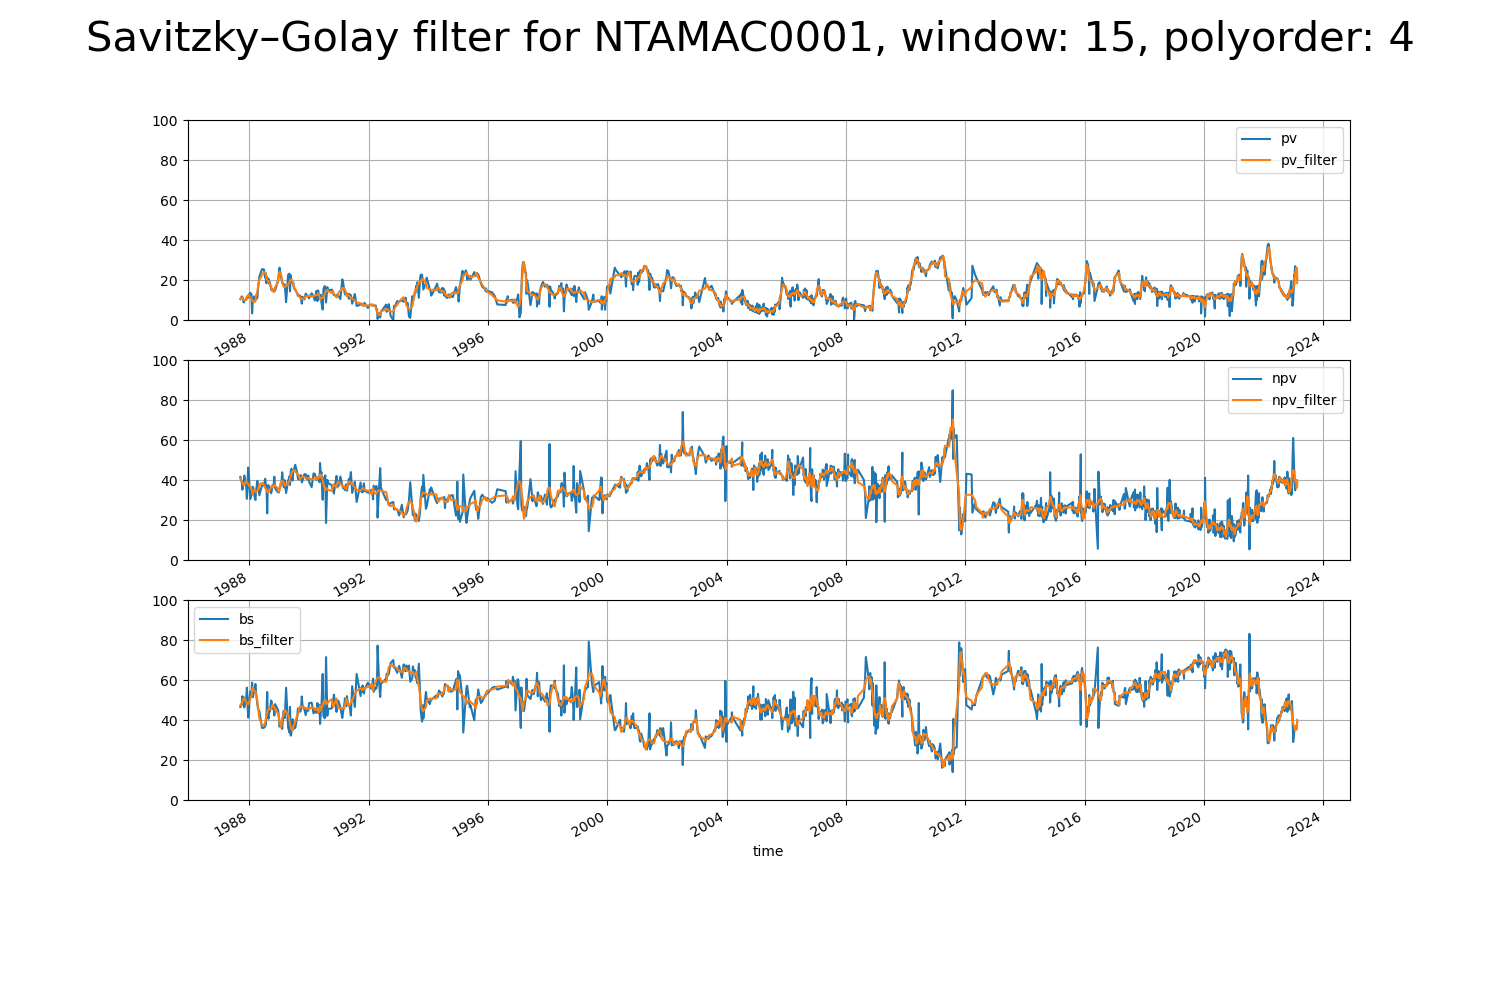 Savitzky–Golay filter for NTAMAC0001, window: 15, polyorder: 4
100
80
60
40
20
0
pv
pv_filter
1988 1992 1996 2000 2004 2008 2012 2016 2020 2024
100
80
60
40
20
0
npv
npv_filter
1988 1992 1996 2000 2004 2008 2012 2016 2020 2024
100
80
60
40
20
0
bs
bs_filter
1988 1992 1996 2000 2004 2008 2012 2016 2020 2024
time